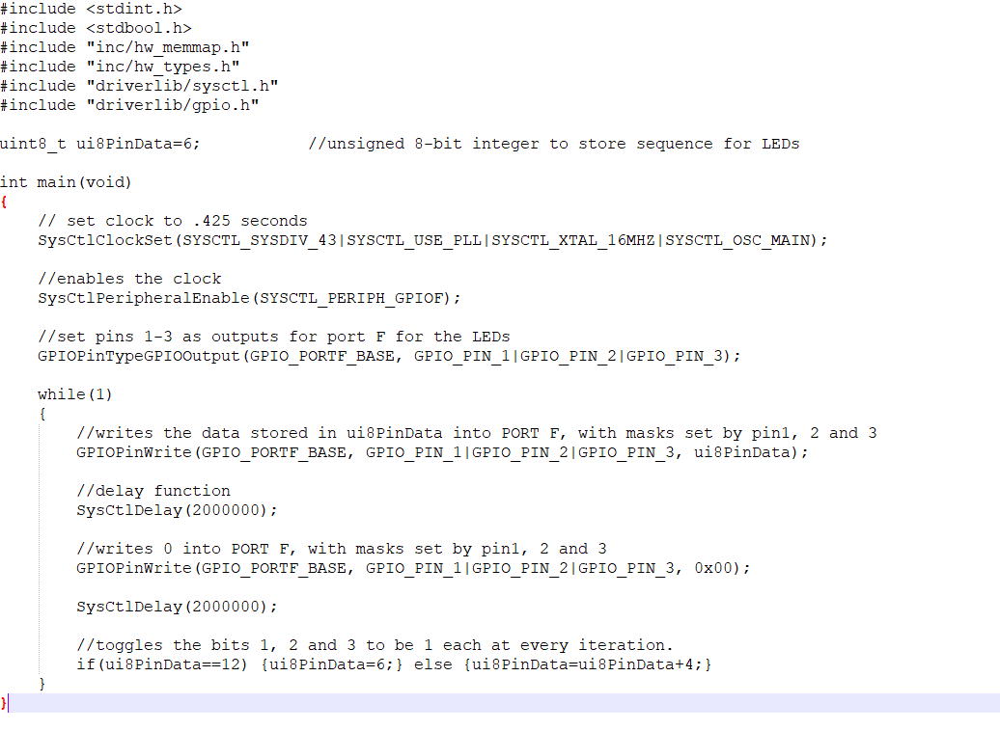 #include <stdint.h>
#include <stdbool.h>
#include "inc/hw_memmap.h"
#include "inc/hw_types.h"
#include "driverlib/sysctl.h"
#include "driverlib/gpio.h"
uint8_t ui8PinData=6; //unsigned 8-bit integer to store sequence for LEDs
int main(void)
{
// set clock to .425 seconds
SysCtlClockSet(SYSCTL_SYSDIV_43|SYSCTL_USE_PLL|SYSCTL_XTAL_16MHZ|SYSCTL_OSC_MAIN);
//enables the clock
SysCtlPeripheralEnable(SYSCTL_PERIPH_GPIOF);
//set pins 1-3 as outputs for port F for the LEDs
GPIOPinTypeGPIOOutput(GPIO_PORTF_BASE, GPIO_PIN_1|GPIO_PIN_2|GPIO_PIN_3);
while(1)
{
//writes the data stored in ui8PinData into PORT F, with masks set by pin1, 2 and 3
GPIOPinWrite(GPIO_PORTF_BASE, GPIO_PIN_1|GPIO_PIN_2|GPIO_PIN_3, ui8PinData);
//delay function
SysCtlDelay(2000000);
//writes 0 into PORT F, with masks set by pin1, 2 and 3
GPIOPinWrite(GPIO_PORTF_BASE, GPIO_PIN_1|GPIO_PIN_2|GPIO_PIN_3, 0x00);
SysCtlDelay(2000000);
//toggles the bits 1, 2 and 3 to be 1 each at every iteration.
if(ui8PinData==12) {ui8PinData=6;} else {ui8PinData=ui8PinData+4;}
}
}